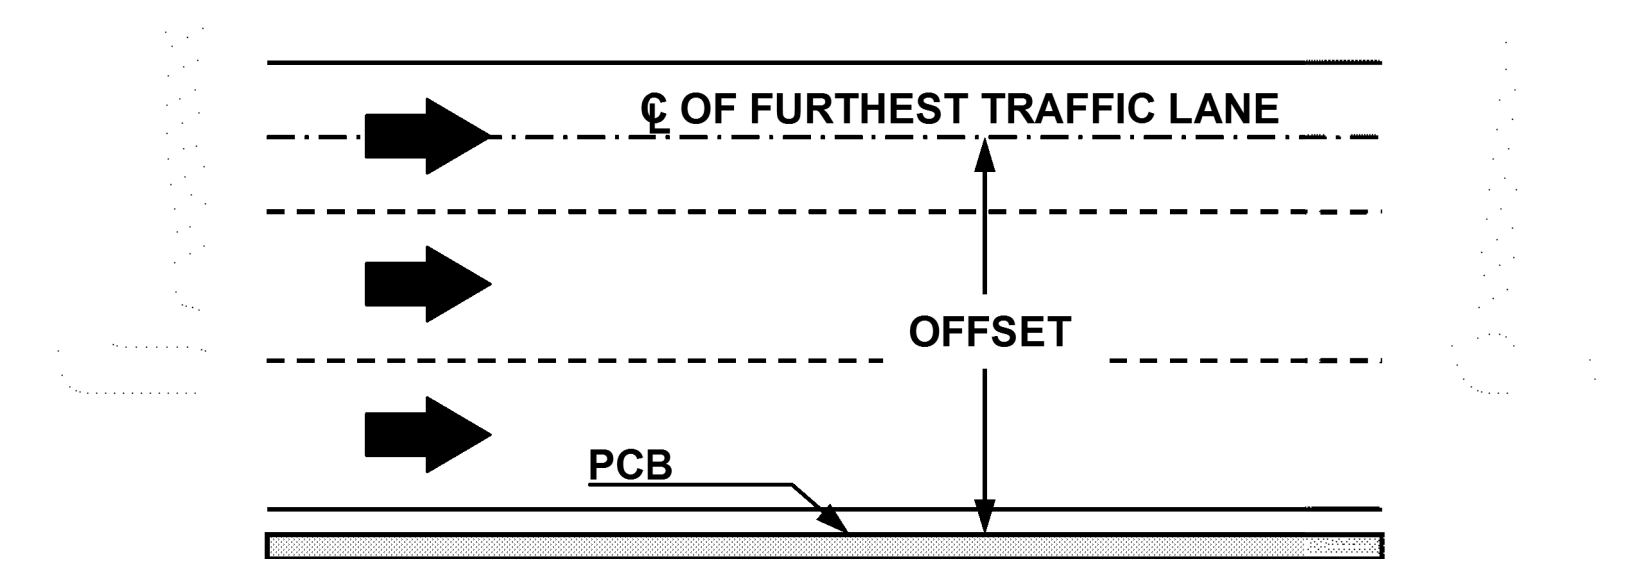 ℄ OF FURTHEST TRAFFIC LANE
OFFSET
PCB